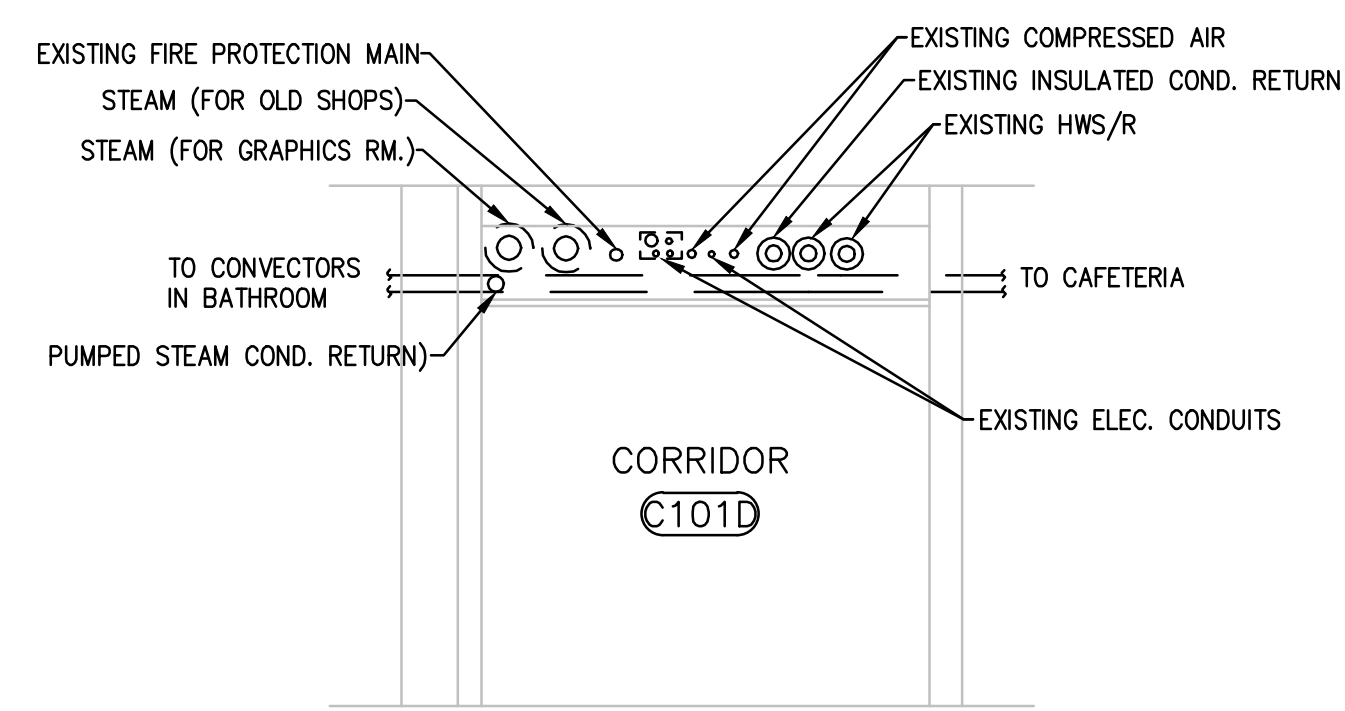 EXISTING FIRE PROTECTION MAIN
STEAM (FOR OLD SHOPS)
STEAM (FOR GRAPHICS RM.)
EXISTING COMPRESSED AIR
EXISTING INSULATED COND. RETURN
EXISTING HWS/R
TO CONVECTORS
IN BATHROOM
TO CAFETERIA
PUMPED STEAM COND. RETURN)
EXISTING ELEC. CONDUITS
CORRIDOR
C101D